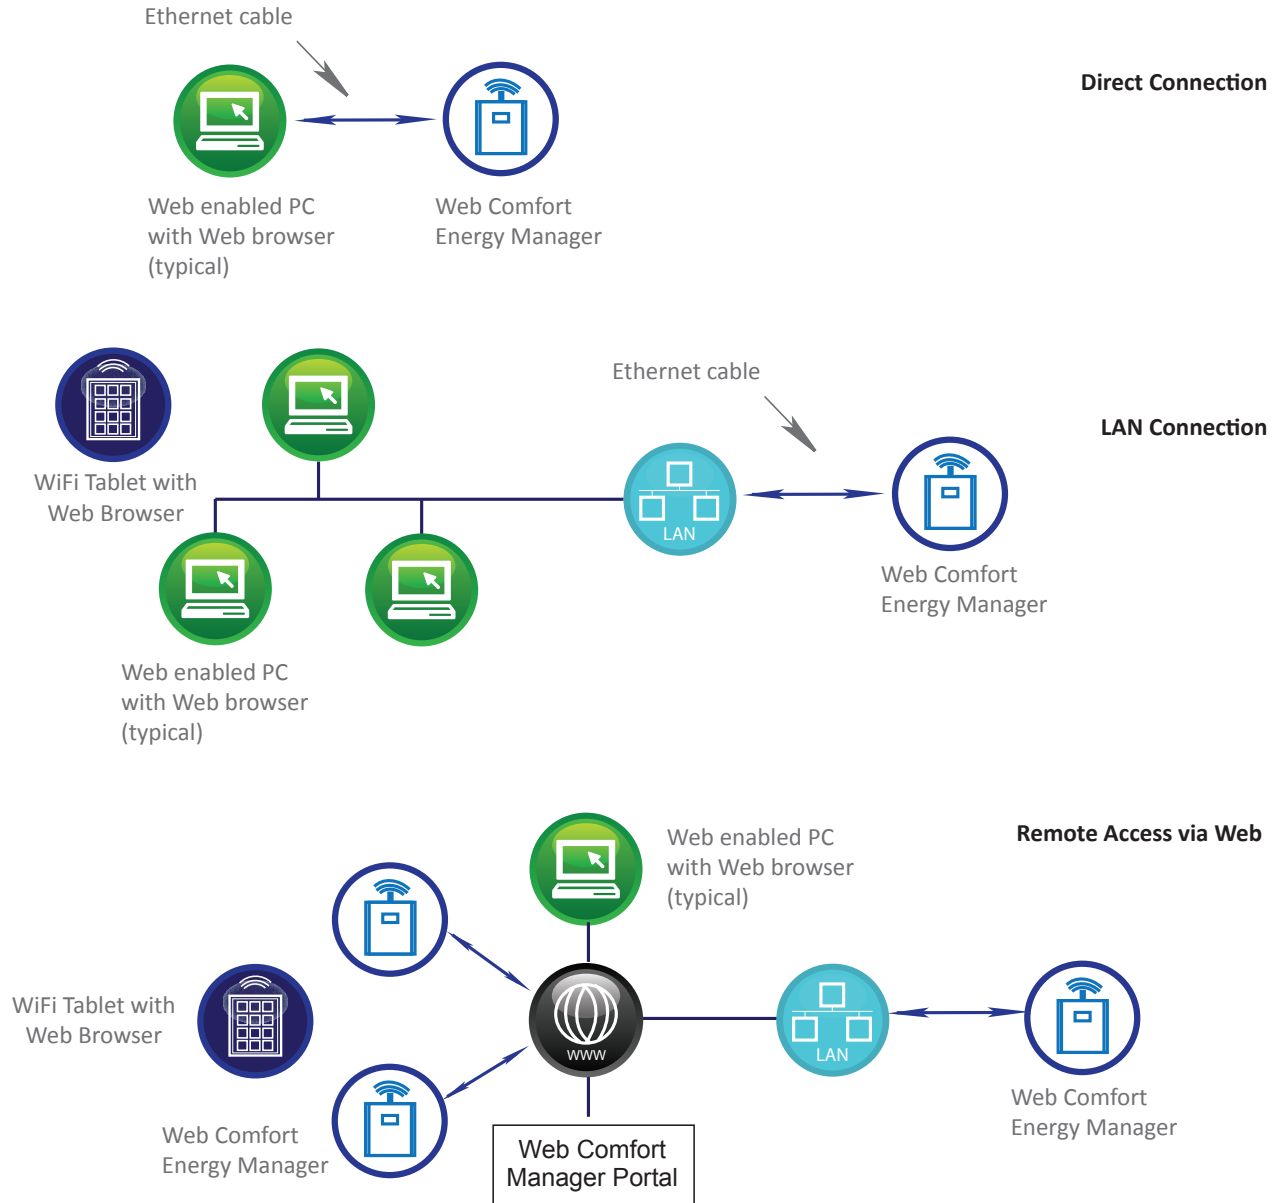 Ethernet cable
Direct Connection
Web enabled PC
with Web browser
(typical)
Web Comfort
Energy Manager
Ethernet cable
LAN Connection
WiFi Tablet with
Web Browser
LAN
Web Comfort
Energy Manager
Web enabled PC
with Web browser
(typical)
Remote Access via Web
Web enabled PC
with Web browser
(typical)
WiFi Tablet with
Web Browser
www
LAN
Web Comfort
Energy Manager
Web Comfort
Energy Manager
Web Comfort
Manager Portal